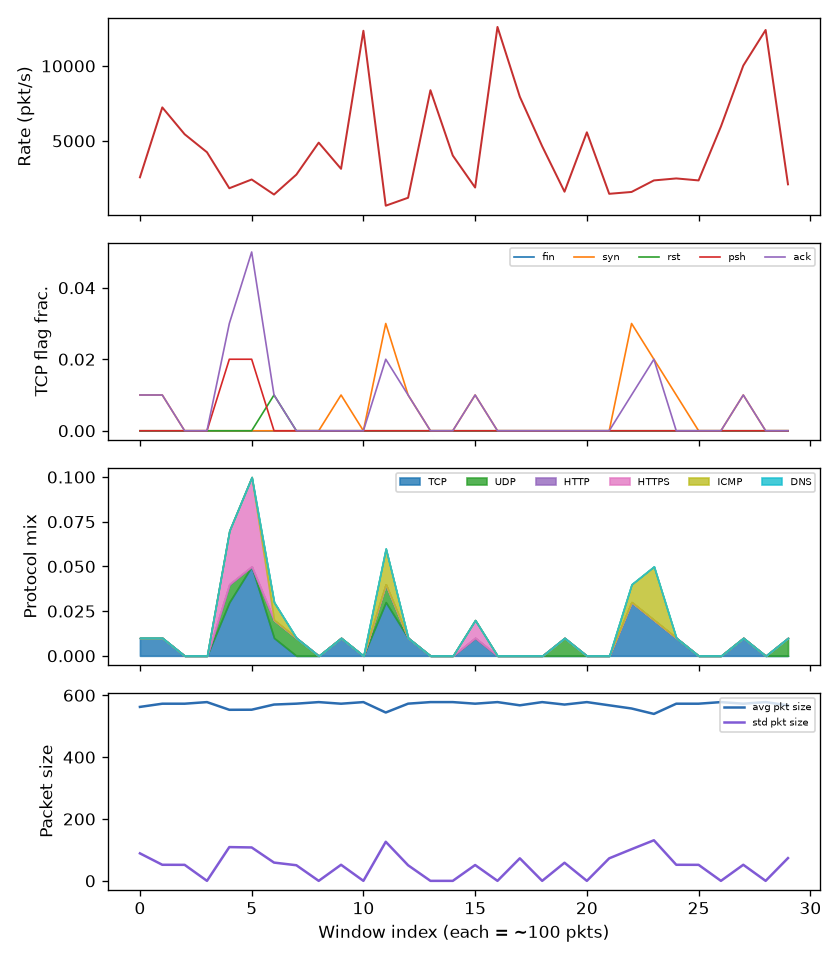 10000
5000
Rate (pkt/s)
fin syn rst psh ack
0.04
0.02
0.00
TCP flag frac.
TCP UDP HTTP HTTPS ICMP DNS
0.100
0.075
0.050
0.025
0.000
Protocol mix
avg pkt size
std pkt size
600
400
200
0
Packet size
0 5 10 15 20 25 30
Window index (each = ~100 pkts)